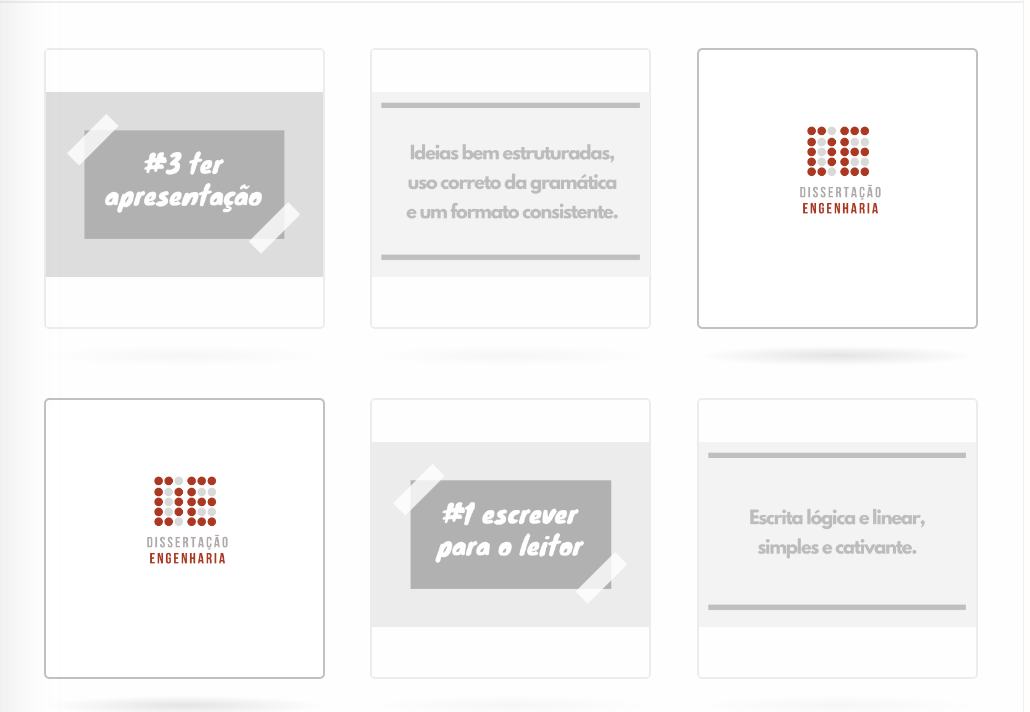 #3 ter
apresentação
Ideias bem estruturadas,
uso correto da gramática
e um formato consistente.
DISSERTAÇÃO
ENGENHARIA
DISSERTAÇÃO
ENGENHARIA
#1 escrever
para o leitor
Escrita lógica e linear,
simples e cativante.